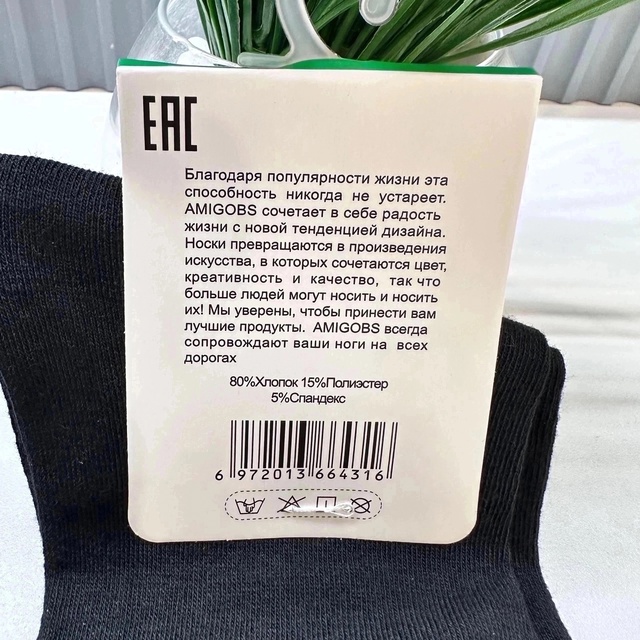 EAC
Благодаря популярности жизни эта
способность никогда не устареет.
AMIGOBS сочетает в себе радость
жизни с новой тенденцией дизайна.
Носки превращаются в произведения
искусства, в которых сочетаются цвет,
креативность и качество, так что
больше людей могут носить и носить
их! Мы уверены, чтобы принести вам
лучшие продукты. AMIGOBS всегда
сопровождают ваши ноги на всех
дорогах
80%Хлопок 15%Полиэстер
5%Спандекс
6 972013 664316